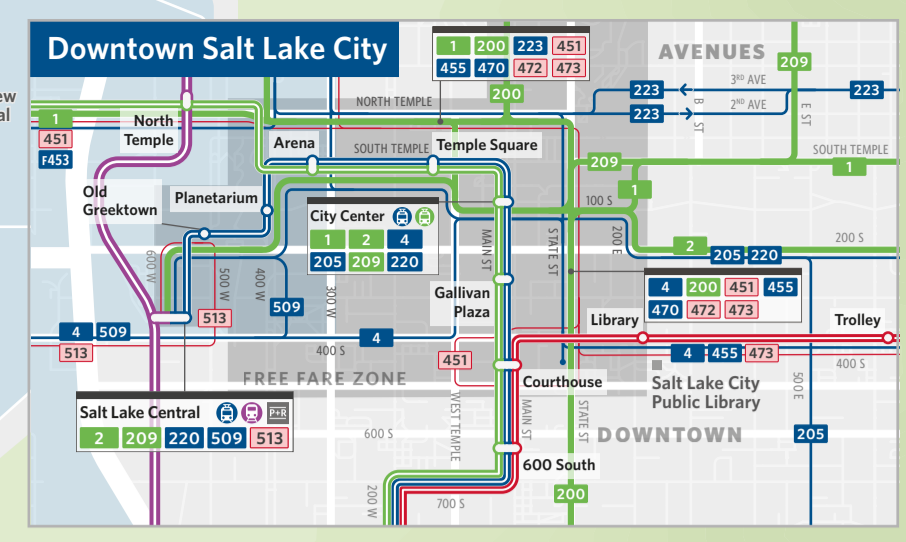 Downtown Salt Lake City
1 200 223 451
455 470 472 473
200
AVENUES
209
3RD AVE
223
223
2ND AVE
223
B ST
E ST
ew
al
NORTH TEMPLE
1
451
F453
North
Temple
Arena
SOUTH TEMPLE
Temple Square
209
SOUTH TEMPLE
1
1
Old
Greektown
Planetarium
100 S
City Center
1 2 4
205 209 220
MAIN ST
STATE ST
200 E
2
200 S
205 220
600 W
500 W
400 W
300 W
509
513
Gallivan
Plaza
4 200 451 455
470 472 473
4 509
513
4
400 S
Library
Trolley
451
4 455 473
400 S
FREE FARE ZONE
Courthouse
Salt Lake City
Public Library
500 E
Salt Lake Central P+R
2 209 220 509 513
WEST TEMPLE
MAIN ST
STATE ST
600 S
DOWNTOWN
205
600 South
200 W
700 S
200